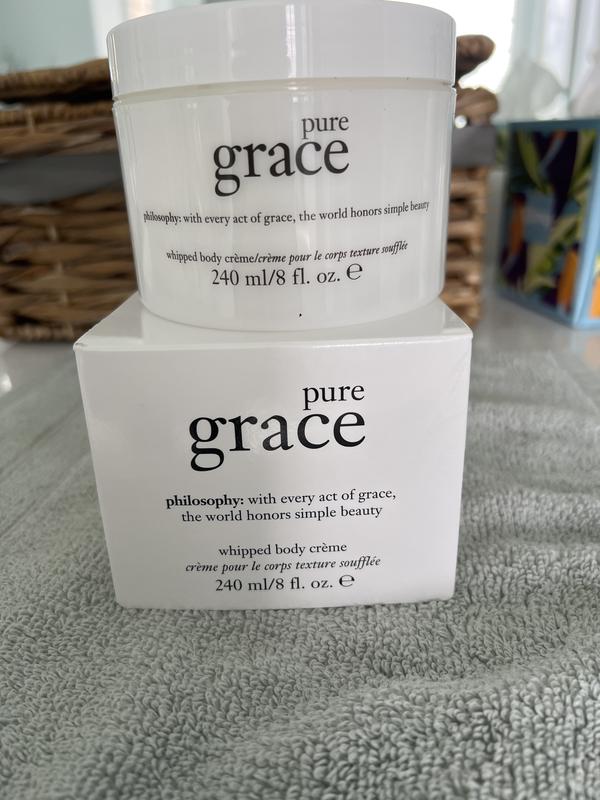 pure
grace
philosophy: with every act of grace, the world honors simple beauty
whipped body crème/crème pour le corps texture soufflée
240 ml/8 fl. oz. ℮
pure
grace
philosophy: with every act of grace,
the world honors simple beauty
whipped body crème
crème pour le corps texture soufflée
240 ml/8 fl. oz. ℮